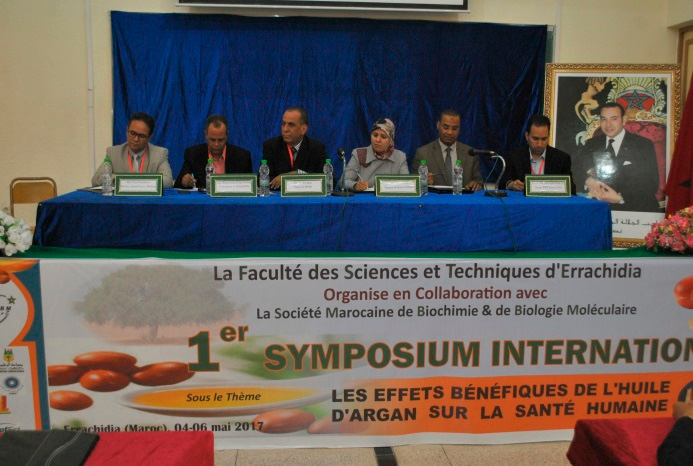 La Faculté des Sciences et Techniques d'Errachidia
Organise en Collaboration avec
La Société Marocaine de Biochimie & de Biologie Moléculaire
1er SYMPOSIUM INTERNATION
Sous le Thème
LES EFFETS BÉNÉFIQUES DE L'HUILE
D'ARGAN SUR LA SANTÉ HUMAINE
Errachidia (Maroc), 04-06 mai 2017